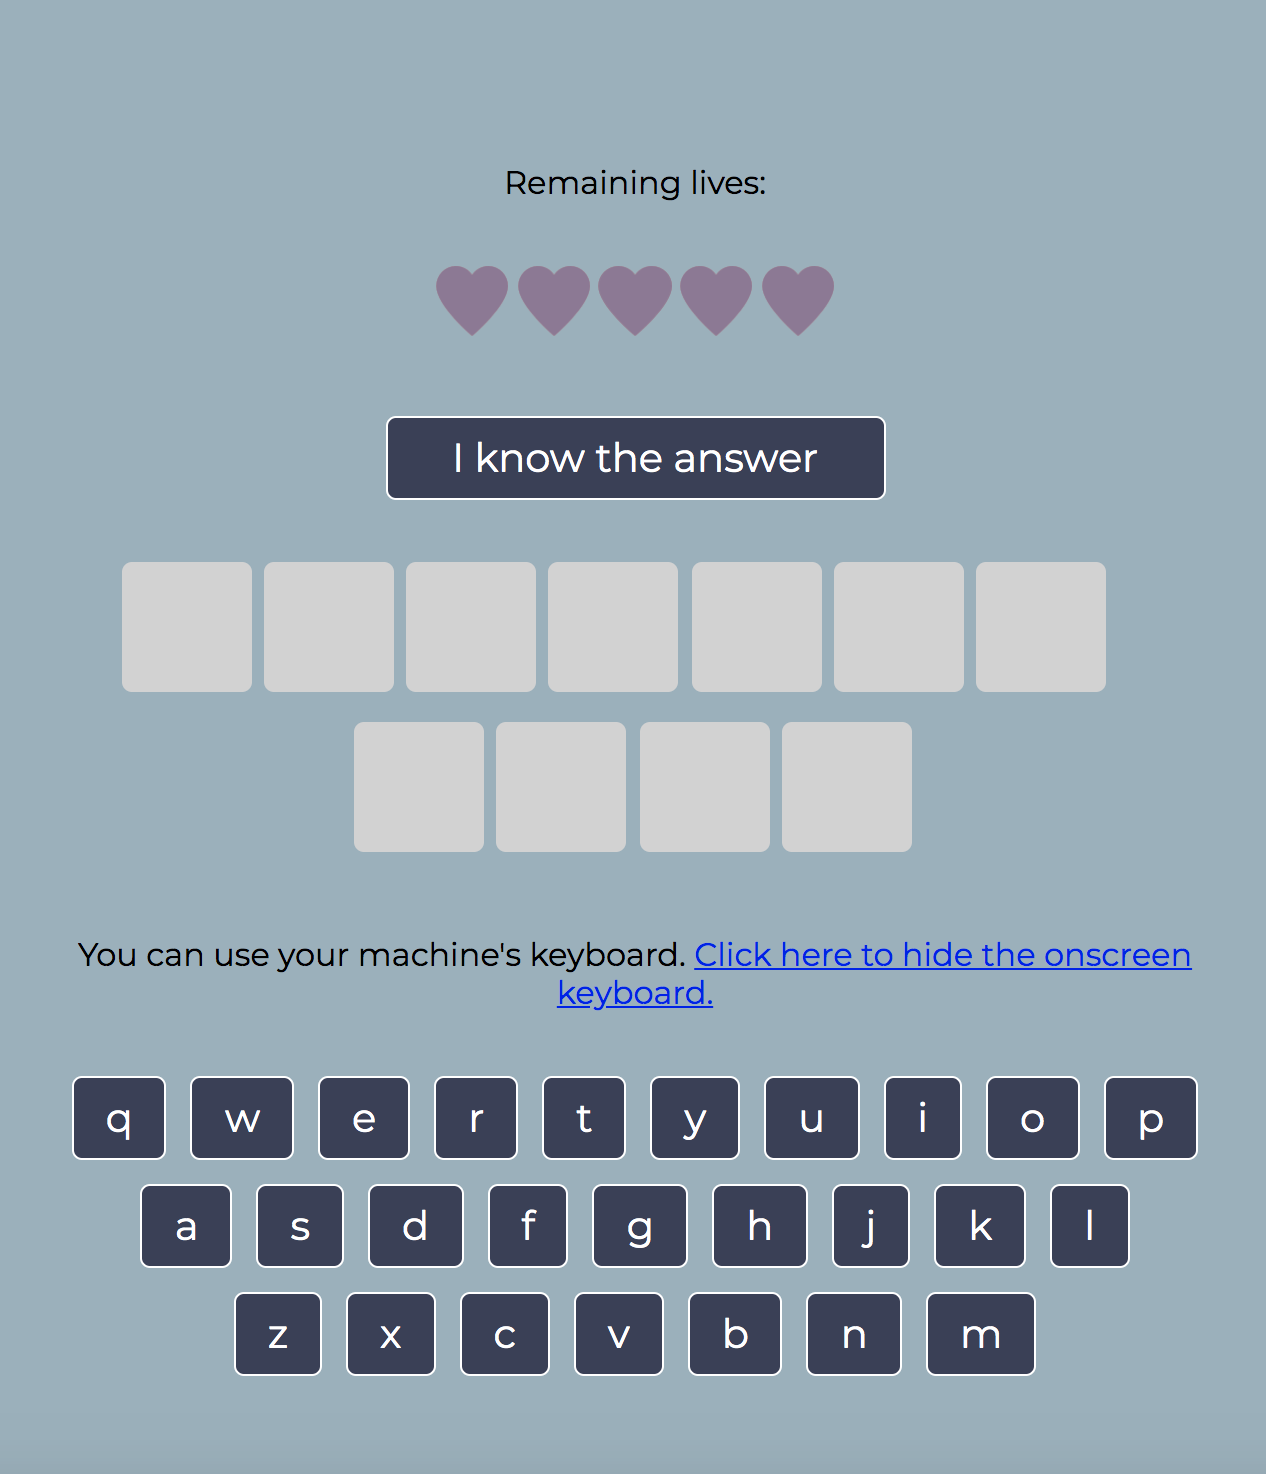 Remaining lives:
I know the answer
You can use your machine's keyboard. Click here to hide the onscreen
keyboard.
q w e r t y u i o p
a s d f g h j k l
z x c v b n m